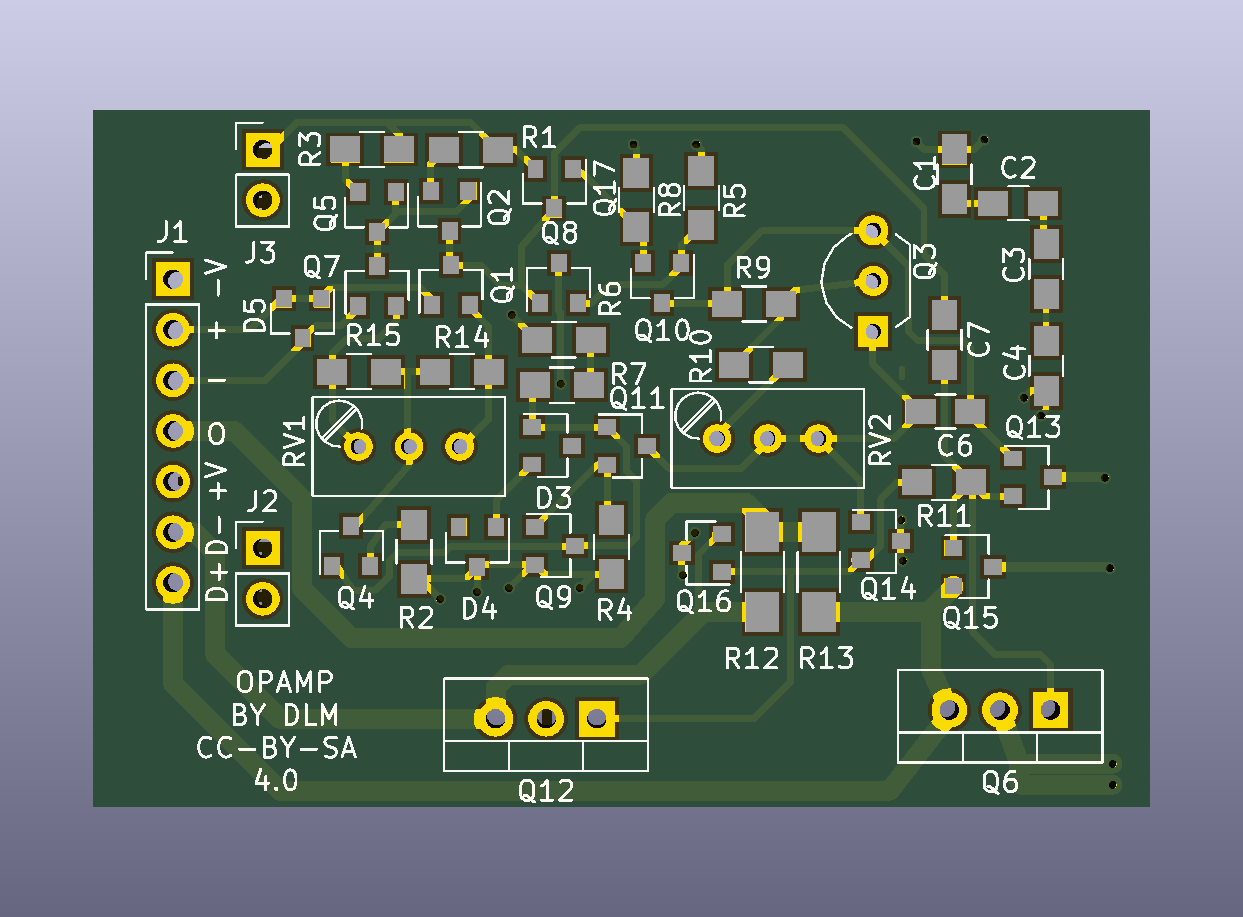 R3
R1
Q5
Q2
Q8
Q17
R8
R5
C1
C2
J1
-V
J3
Q7
D5
Q1
R6
R9
Q3
C3
+
R15
R14
Q10
R10
C7
C4
-
R7
Q11
RV1
RV2
C6
Q13
O
+V
D3
J2
D-
R11
D+
Q4
R2
D4
Q9
R4
Q16
Q14
Q15
R12
R13
OPAMP
BY DLM
CC-BY-SA
4.0
Q12
Q6